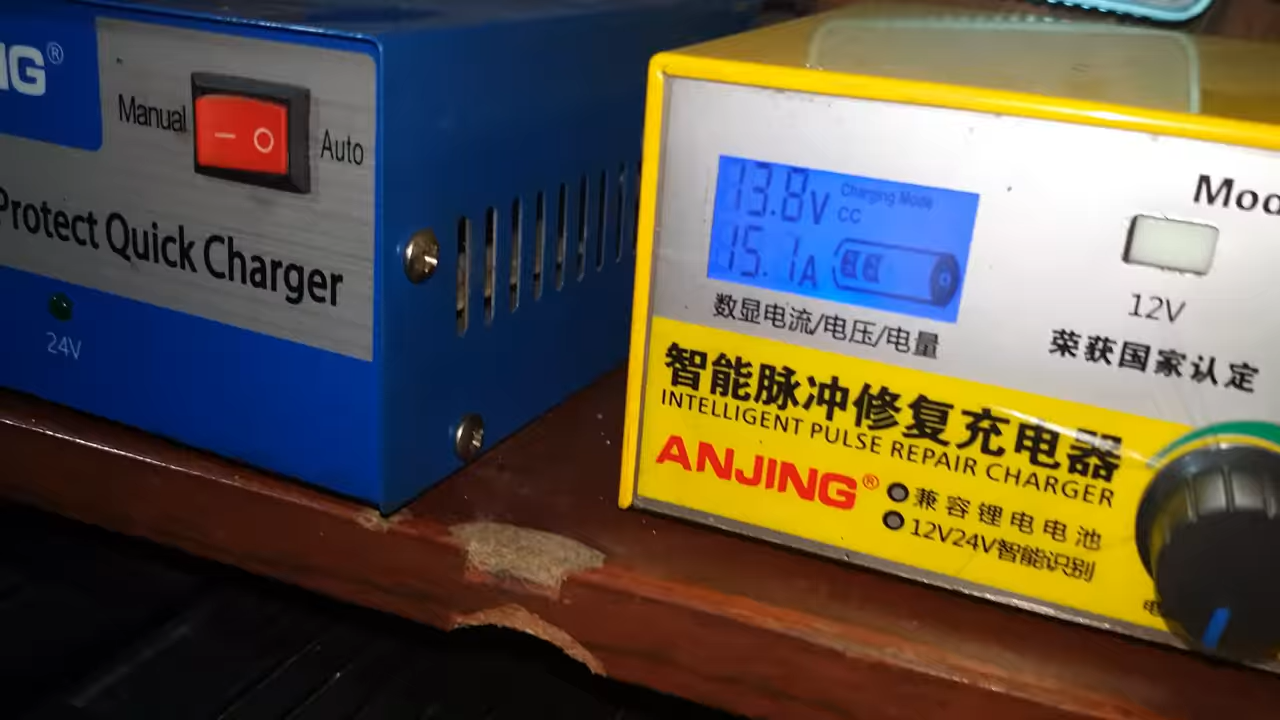 NG®
Manual
Auto
Protect Quick Charger
24V
13.8V
Charging Mode
CC
15.1A
数显电流/电压/电量
12V
荣获国家认定
智能脉冲修复充电器
INTELLIGENT PULSE REPAIR CHARGER
ANJING®
兼容锂电电池
12V24V智能识别